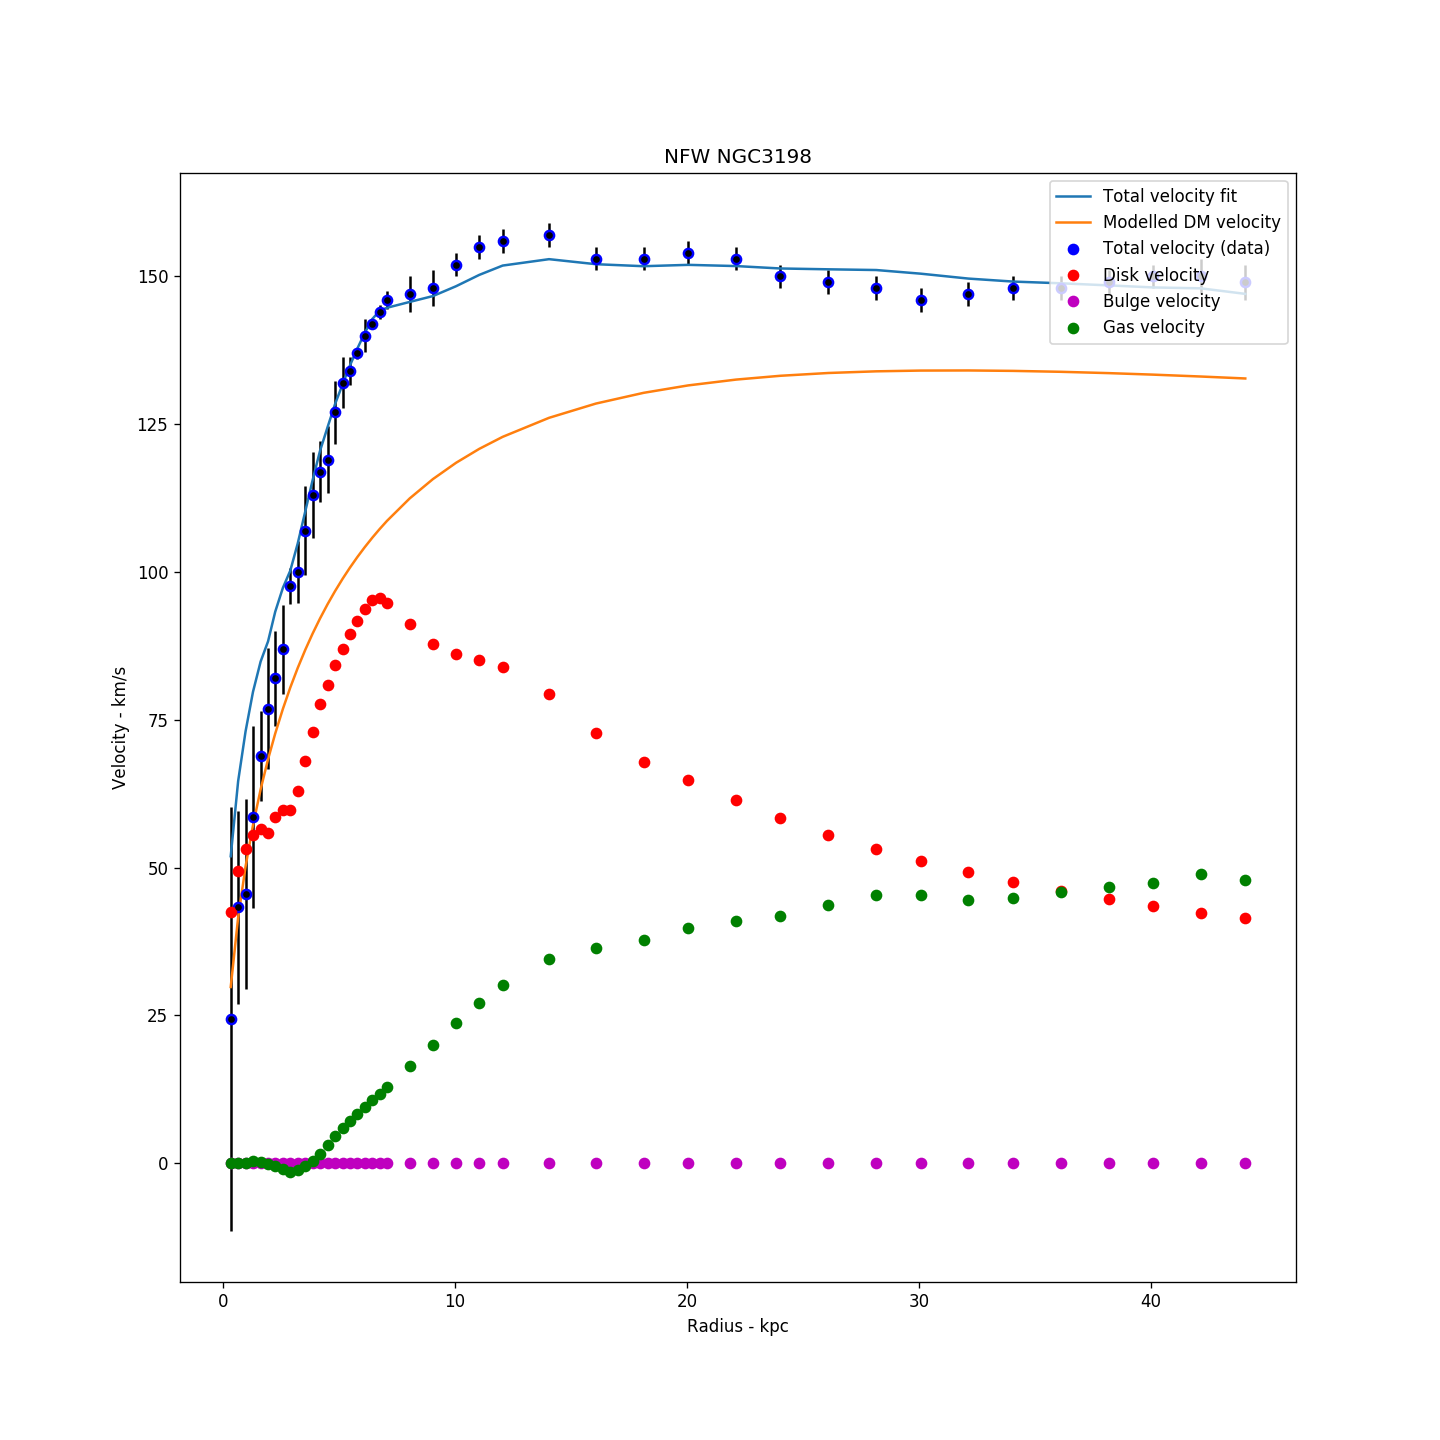 NFW NGC3198
Total velocity fit
Modelled DM velocity
Total velocity (data)
Disk velocity
Bulge velocity
Gas velocity
150
125
100
75
50
25
0
Velocity - km/s
0 10 20 30 40
Radius - kpc